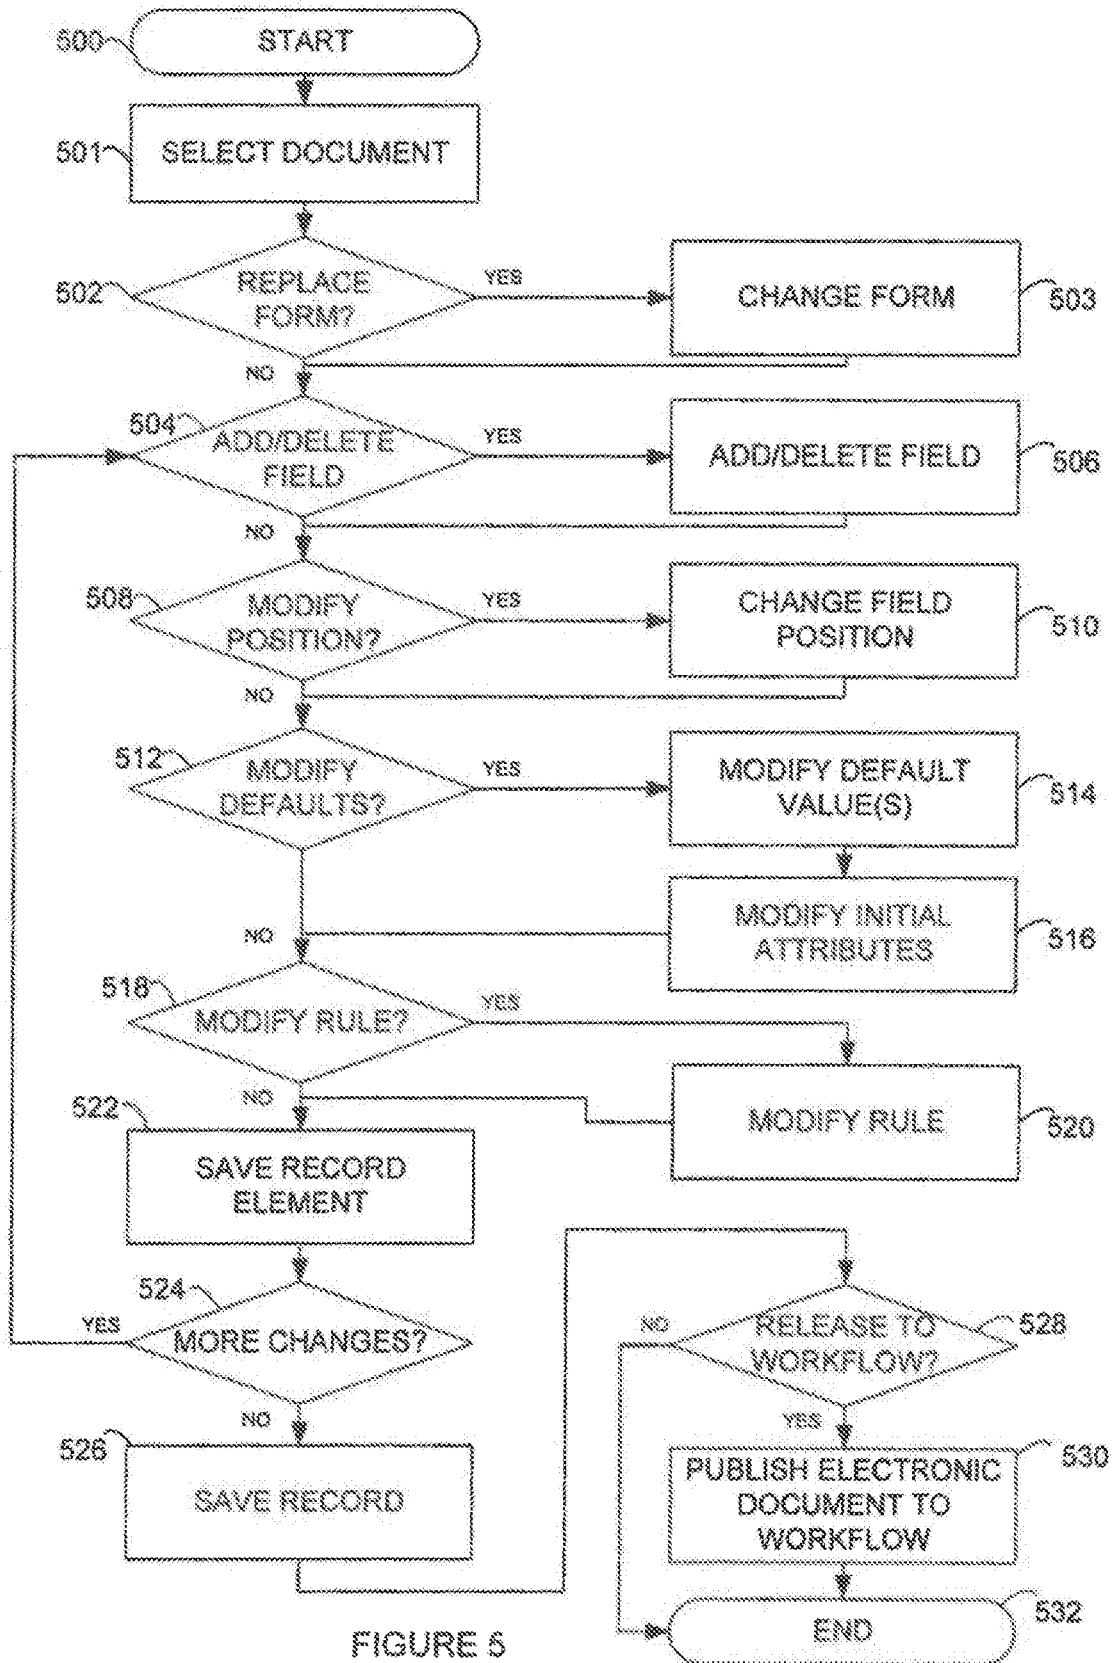 500
START
501
SELECT DOCUMENT
502
REPLACE
FORM?
YES
CHANGE FORM
503
NO
504
ADD/DELETE
FIELD
YES
ADD/DELETE FIELD
506
NO
508
MODIFY
POSITION?
YES
CHANGE FIELD
POSITION
510
NO
512
MODIFY
DEFAULTS?
YES
MODIFY DEFAULT
VALUE(S)
514
MODIFY INITIAL
ATTRIBUTES
516
NO
518
MODIFY RULE?
YES
NO
MODIFY RULE
520
522
SAVE RECORD
ELEMENT
524
YES
MORE CHANGES?
NO
526
SAVE RECORD
NO
RELEASE TO
WORKFLOW?
528
YES
PUBLISH ELECTRONIC
DOCUMENT TO
WORKFLOW
530
END
532
FIGURE 5